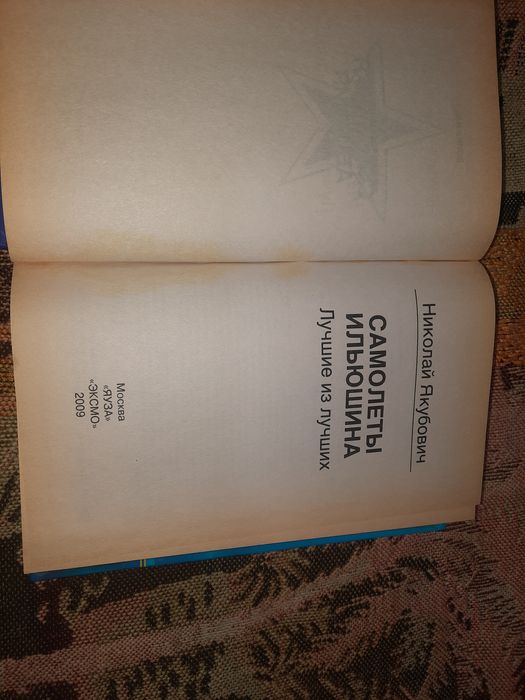 Николай Якубович
САМОЛЕТЫ
ИЛЬЮШИНА
Лучшие из лучших
Москва
«ЯУЗА»
«ЭКСМО»
2009